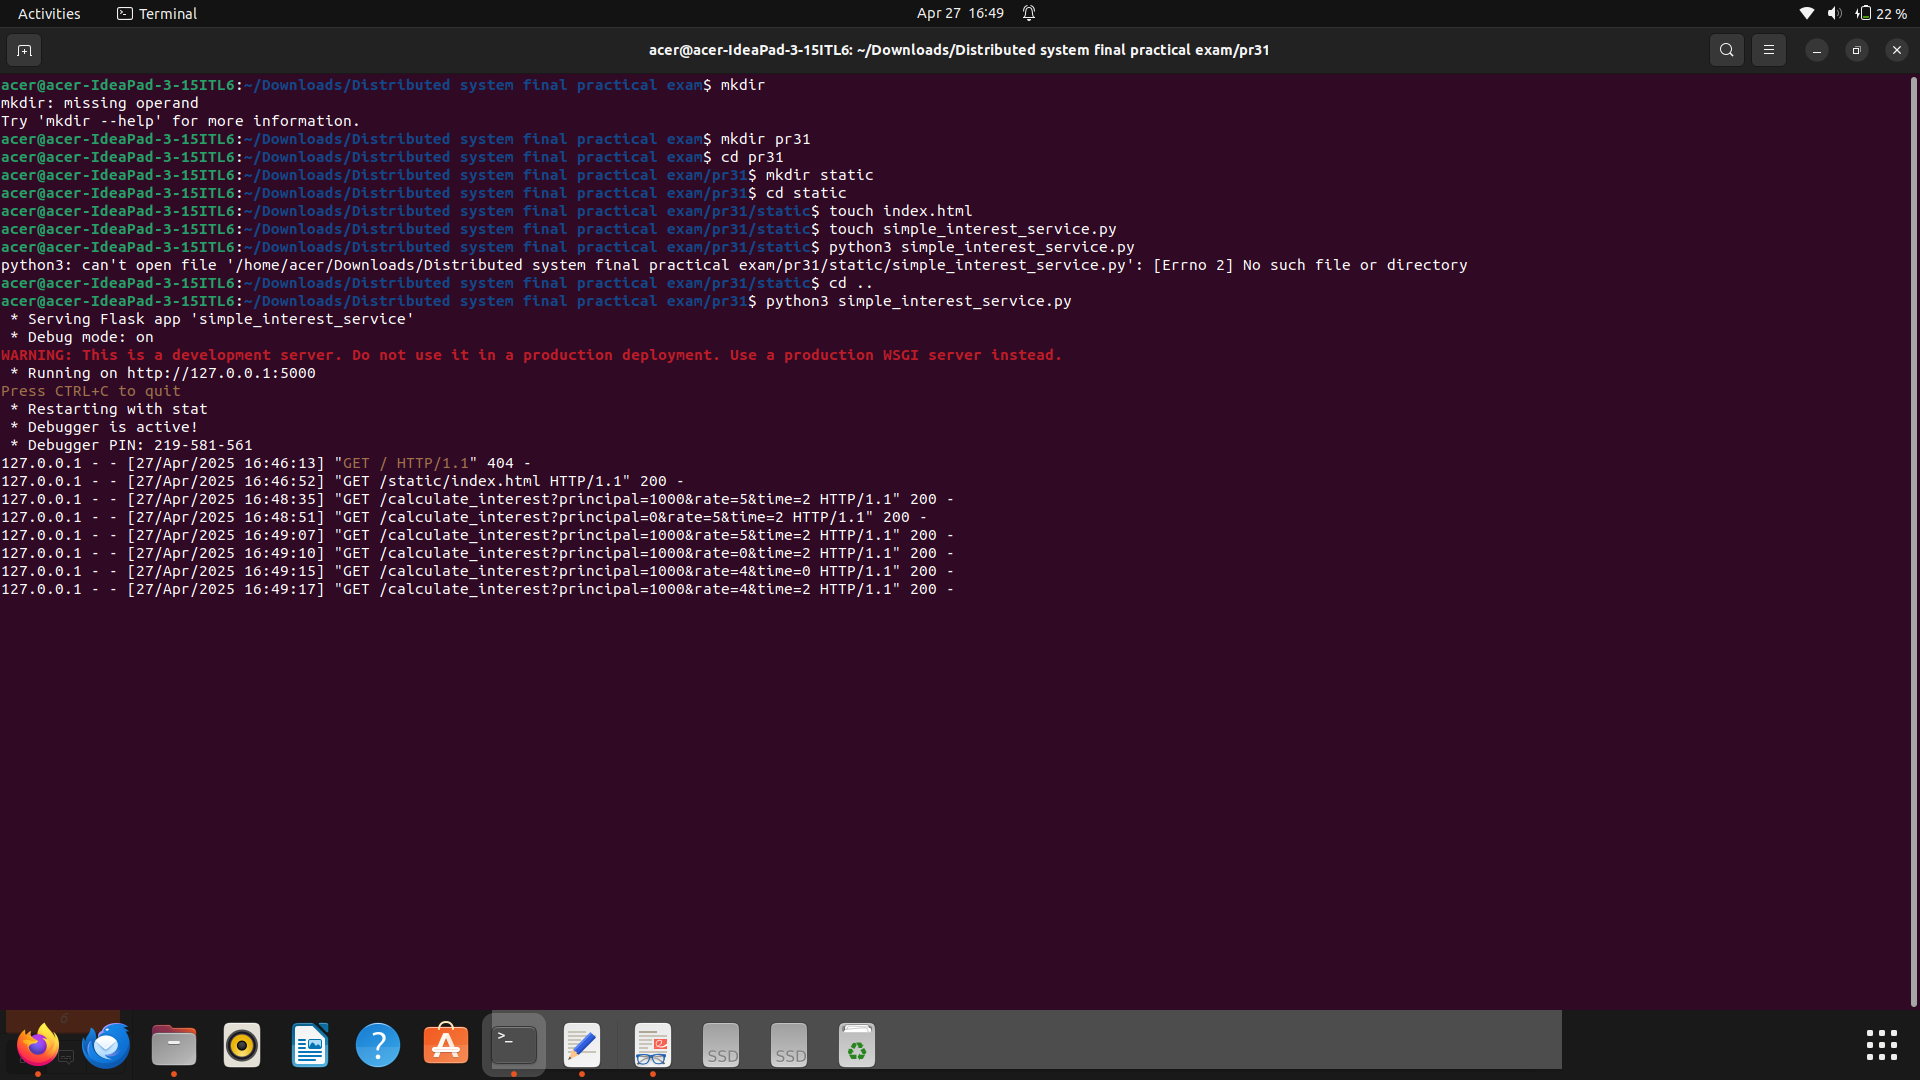 Activities
Terminal
Apr 27 16:49
22 %
acer@acer-IdeaPad-3-15ITL6: ~/Downloads/Distributed system final practical exam/pr31
acer@acer-IdeaPad-3-15ITL6:~/Downloads/Distributed system final practical exam$ mkdir
mkdir: missing operand
Try 'mkdir --help' for more information.
acer@acer-IdeaPad-3-15ITL6:~/Downloads/Distributed system final practical exam$ mkdir pr31
acer@acer-IdeaPad-3-15ITL6:~/Downloads/Distributed system final practical exam$ cd pr31
acer@acer-IdeaPad-3-15ITL6:~/Downloads/Distributed system final practical exam/pr31$ mkdir static
acer@acer-IdeaPad-3-15ITL6:~/Downloads/Distributed system final practical exam/pr31$ cd static
acer@acer-IdeaPad-3-15ITL6:~/Downloads/Distributed system final practical exam/pr31/static$ touch index.html
acer@acer-IdeaPad-3-15ITL6:~/Downloads/Distributed system final practical exam/pr31/static$ touch simple_interest_service.py
acer@acer-IdeaPad-3-15ITL6:~/Downloads/Distributed system final practical exam/pr31/static$ python3 simple_interest_service.py
python3: can't open file '/home/acer/Downloads/Distributed system final practical exam/pr31/static/simple_interest_service.py': [Errno 2] No such file or directory
acer@acer-IdeaPad-3-15ITL6:~/Downloads/Distributed system final practical exam/pr31/static$ cd ..
acer@acer-IdeaPad-3-15ITL6:~/Downloads/Distributed system final practical exam/pr31$ python3 simple_interest_service.py
 * Serving Flask app 'simple_interest_service'
 * Debug mode: on
WARNING: This is a development server. Do not use it in a production deployment. Use a production WSGI server instead.
 * Running on http://127.0.0.1:5000
Press CTRL+C to quit
 * Restarting with stat
 * Debugger is active!
 * Debugger PIN: 219-581-561
127.0.0.1 - - [27/Apr/2025 16:46:13] "GET / HTTP/1.1" 404 -
127.0.0.1 - - [27/Apr/2025 16:46:52] "GET /static/index.html HTTP/1.1" 200 -
127.0.0.1 - - [27/Apr/2025 16:48:35] "GET /calculate_interest?principal=1000&rate=5&time=2 HTTP/1.1" 200 -
127.0.0.1 - - [27/Apr/2025 16:48:51] "GET /calculate_interest?principal=0&rate=5&time=2 HTTP/1.1" 200 -
127.0.0.1 - - [27/Apr/2025 16:49:07] "GET /calculate_interest?principal=1000&rate=5&time=2 HTTP/1.1" 200 -
127.0.0.1 - - [27/Apr/2025 16:49:10] "GET /calculate_interest?principal=1000&rate=0&time=2 HTTP/1.1" 200 -
127.0.0.1 - - [27/Apr/2025 16:49:15] "GET /calculate_interest?principal=1000&rate=4&time=0 HTTP/1.1" 200 -
127.0.0.1 - - [27/Apr/2025 16:49:17] "GET /calculate_interest?principal=1000&rate=4&time=2 HTTP/1.1" 200 -
6
>_
?
SSD
SSD